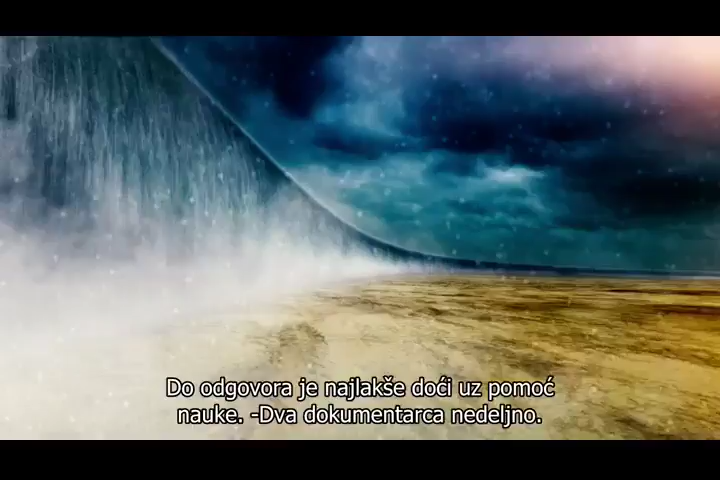 Do odgovora je najlakše doći uz pomoć
nauke. -Dva dokumentarca nedeljno.